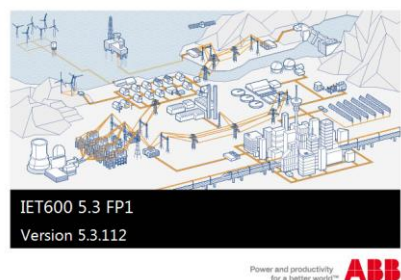 IET600 5.3 FP1
Version 5.3.112
Power and productivity
for a better world™
ABB